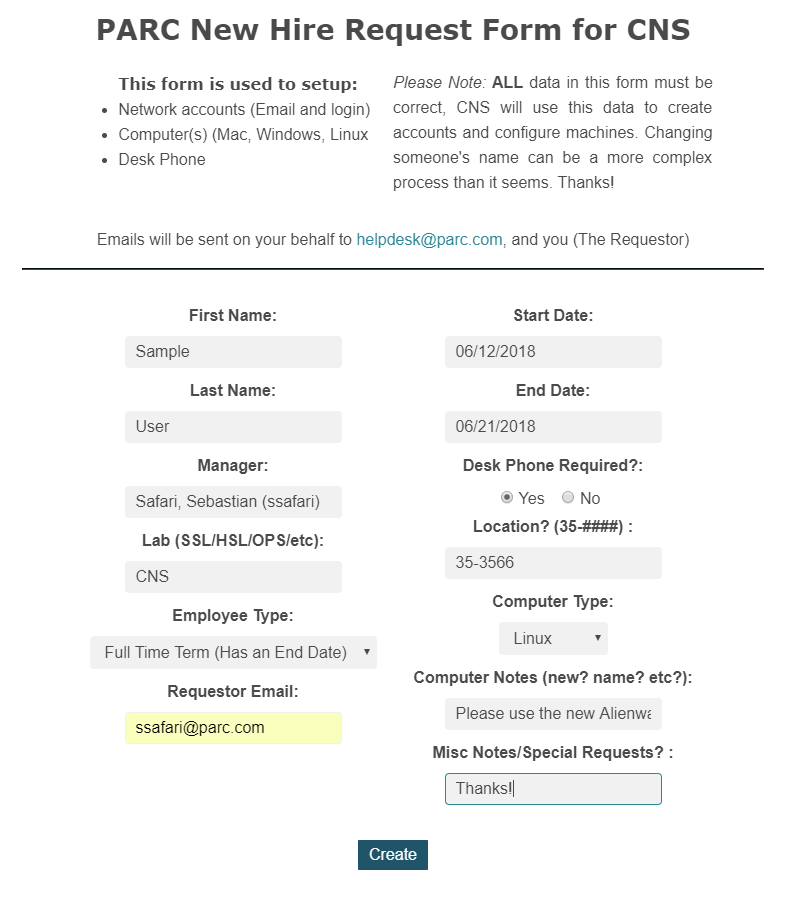 PARC New Hire Request Form for CNS
This form is used to setup:
• Network accounts (Email and login)
• Computer(s) (Mac, Windows, Linux
• Desk Phone
Please Note: ALL data in this form must be
correct, CNS will use this data to create
accounts and configure machines. Changing
someone's name can be a more complex
process than it seems. Thanks!
Emails will be sent on your behalf to helpdesk@parc.com, and you (The Requestor)
First Name:
Sample
Last Name:
User
Manager:
Safari, Sebastian (ssafari)
Lab (SSL/HSL/OPS/etc):
CNS
Employee Type:
Full Time Term (Has an End Date)
Requestor Email:
ssafari@parc.com
Start Date:
06/12/2018
End Date:
06/21/2018
Desk Phone Required?:
Yes No
Location? (35-####) :
35-3566
Computer Type:
Linux
Computer Notes (new? name? etc?):
Please use the new Alienwa
Misc Notes/Special Requests? :
Thanks!
Create